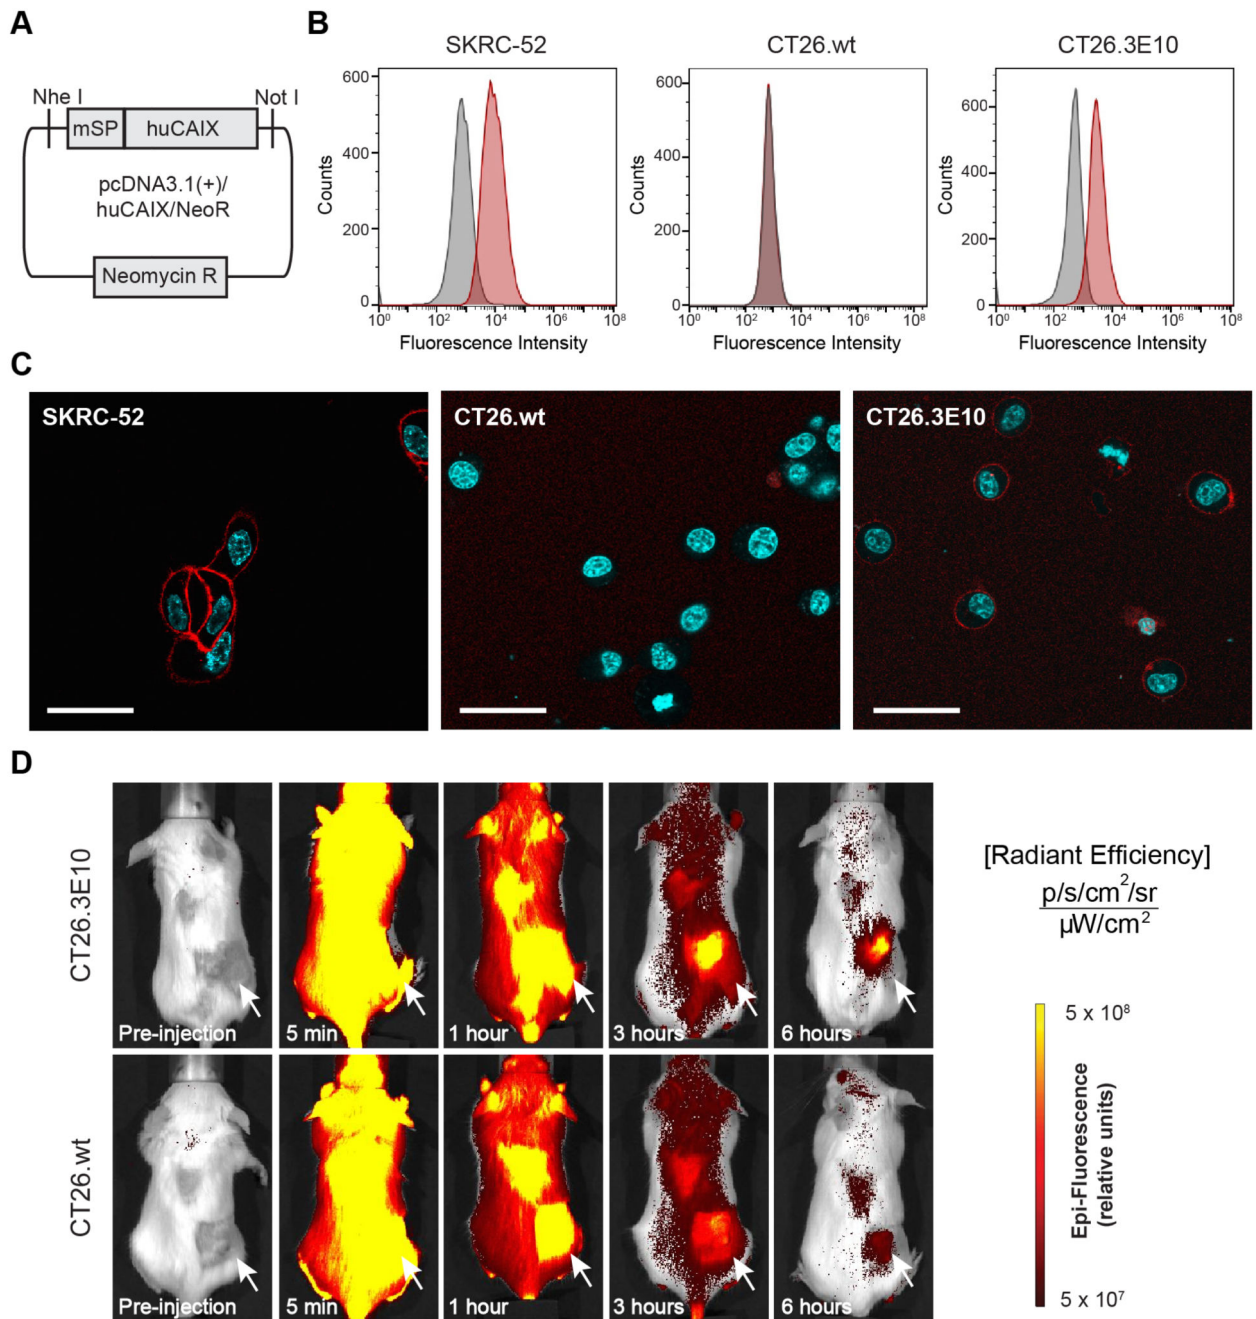 A
Nhe I
Not I
mSP
huCAIX
pcDNA3.1(+)/
huCAIX/NeoR
Neomycin R
B
SKRC-52
600
400
200
0
Counts
10⁰
10²
10⁴
10⁶
10⁸
Fluorescence Intensity
CT26.wt
600
400
200
0
Counts
10⁰
10²
10⁴
10⁶
10⁸
Fluorescence Intensity
CT26.3E10
600
400
200
0
Counts
10⁰
10²
10⁴
10⁶
10⁸
Fluorescence Intensity
C
SKRC-52
CT26.wt
CT26.3E10
D
CT26.3E10
Pre-injection
5 min
1 hour
3 hours
6 hours
CT26.wt
Pre-injection
5 min
1 hour
3 hours
6 hours
[Radiant Efficiency]
p/s/cm²/sr
µW/cm²
5 x 10⁸
Epi-Fluorescence
(relative units)
5 x 10⁷